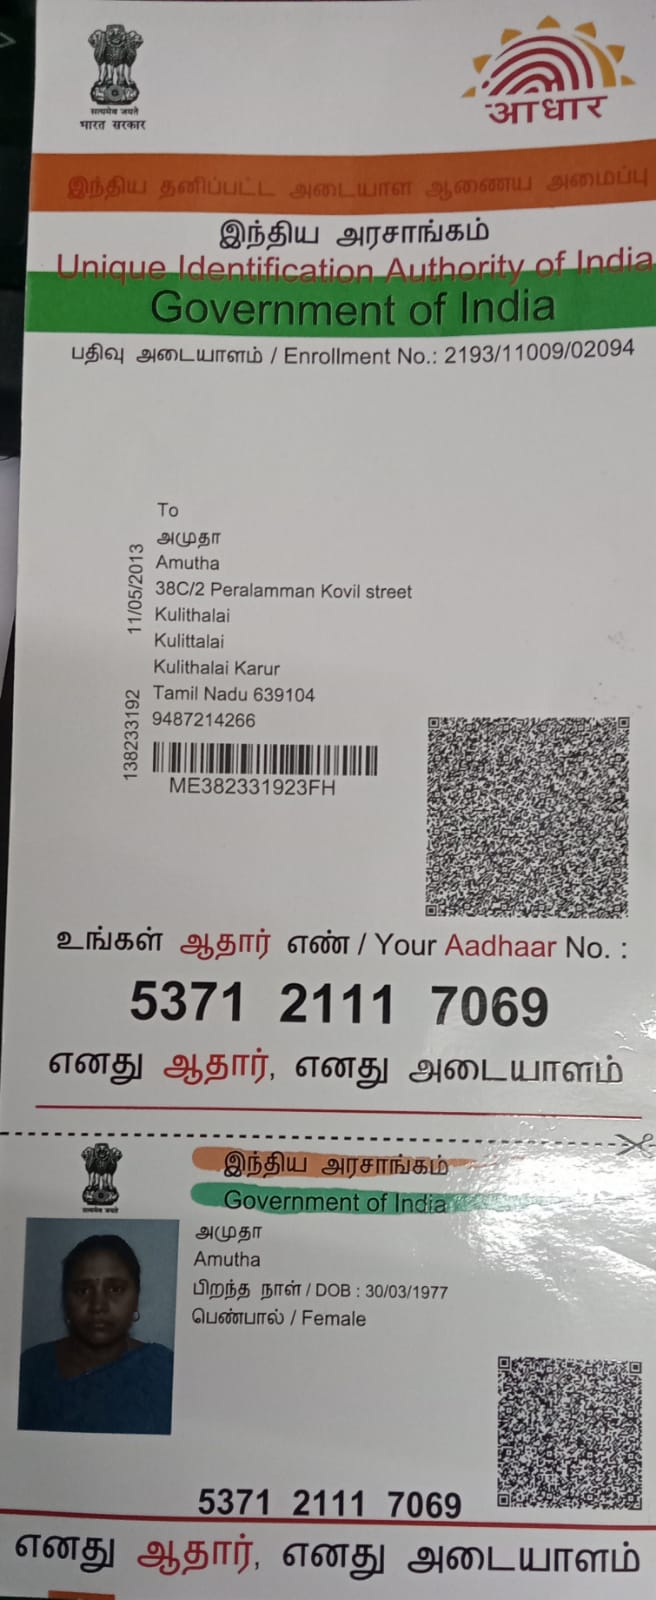 सत्यमेव जयते
भारत सरकार
आधार
இந்திய தனிப்பட்ட அடையாள ஆணைய அமைப்பு
இந்திய அரசாங்கம்
Unique Identification Authority of India
Government of India
பதிவு அடையாளம் / Enrollment No.: 2193/11009/02094
To
அமுதா
Amutha
38C/2 Peralamman Kovil street
Kulithalai
Kulittalai
Kulithalai Karur
Tamil Nadu 639104
9487214266
11/05/2013
138233192
ME382331923FH
உங்கள் ஆதார் எண் / Your Aadhaar No. :
5371 2111 7069
எனது ஆதார், எனது அடையாளம்
இந்திய அரசாங்கம்
Government of India
அமுதா
Amutha
பிறந்த நாள் / DOB : 30/03/1977
பெண்பால் / Female
5371 2111 7069
எனது ஆதார், எனது அடையாளம்